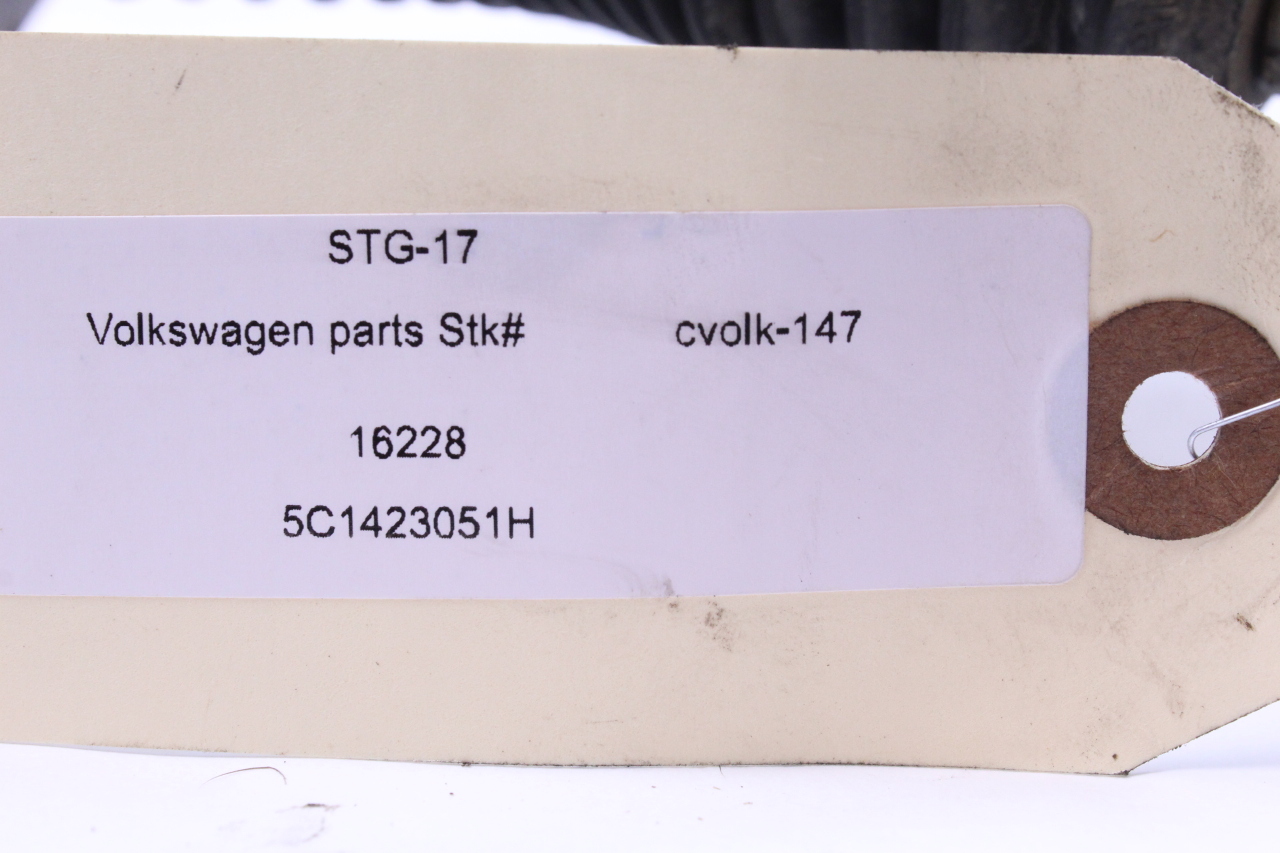 STG-17
Volkswagen parts Stk# cvolk-147
16228
5C1423051H